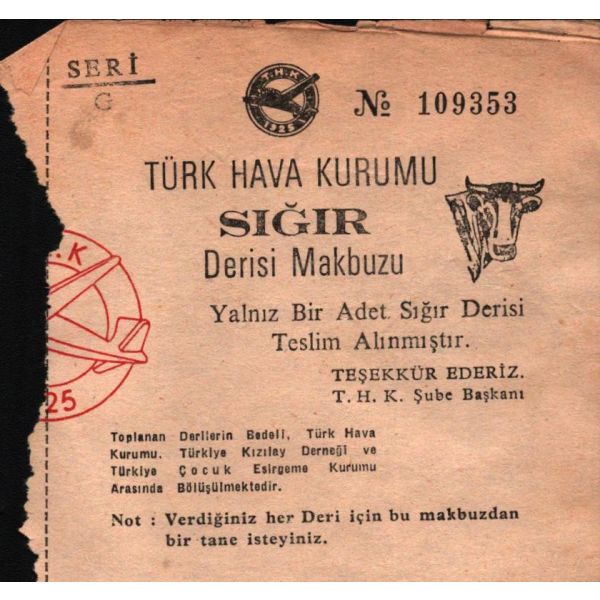 SERİ
G
T.H.K
1925
№ 109353
TÜRK HAVA KURUMU
SIĞIR
Derisi Makbuzu
Yalnız Bir Adet Sığır Derisi
Teslim Alınmıştır.
TEŞEKKÜR EDERİZ.
T. H. K. Şube Başkanı
.K
25
Toplanan Derilerin Bedeli, Türk Hava
Kurumu. Türkiye Kızılay Derneği ve
Türkiye Çocuk Esirgeme Kurumu
Arasında Bölüşülmektedir.
Not : Verdiğiniz her Deri için bu makbuzdan
bir tane isteyiniz.